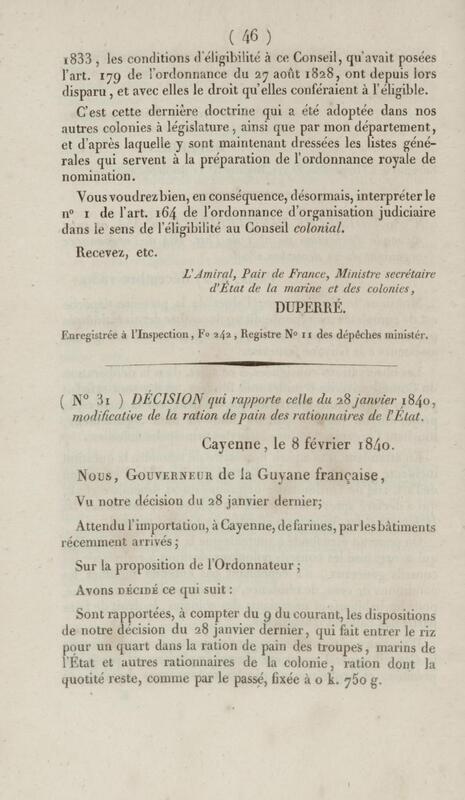 ( 46 )
1833, les conditions d'éligibilité à ce Conseil, qu'avait posées
l'art. 179 de l'ordonnance du 27 août 1828, ont depuis lors
disparu, et avec elles le droit qu'elles conféraient à l'éligible.
C'est cette dernière doctrine qui a été adoptée dans nos
autres colonies à législature, ainsi que par mon département,
et d'après laquelle y sont maintenant dressées les listes géné-
rales qui servent à la préparation de l'ordonnance royale de
nomination.
Vous voudrez bien, en conséquence, désormais, interpréter le
n° 1 de l'art. 164 de l'ordonnance d'organisation judiciaire
dans le sens de l'éligibilité au Conseil colonial.
Recevez, etc.
L'Amiral, Pair de France, Ministre secrétaire
d'État de la marine et des colonies,
DUPERRÉ.
Enregistrée à l'Inspection, F° 242, Registre N° 11 des dépêches ministér.
( N° 31 ) DÉCISION qui rapporte celle du 28 janvier 1840,
modificative de la ration de pain des rationnaires de l'État.
Cayenne, le 8 février 1840.
NOUS, GOUVERNEUR de la Guyane française,
Vu notre décision du 28 janvier dernier;
Attendu l'importation, à Cayenne, de farines, par les bâtiments
récemment arrivés;
Sur la proposition de l'Ordonnateur;
AVONS DÉCIDÉ ce qui suit :
Sont rapportées, à compter du 9 du courant, les dispositions
de notre décision du 28 janvier dernier, qui fait entrer le riz
pour un quart dans la ration de pain des troupes, marins de
l'État et autres rationnaires de la colonie, ration dont la
quotité reste, comme par le passé, fixée à 0 k. 750 g.